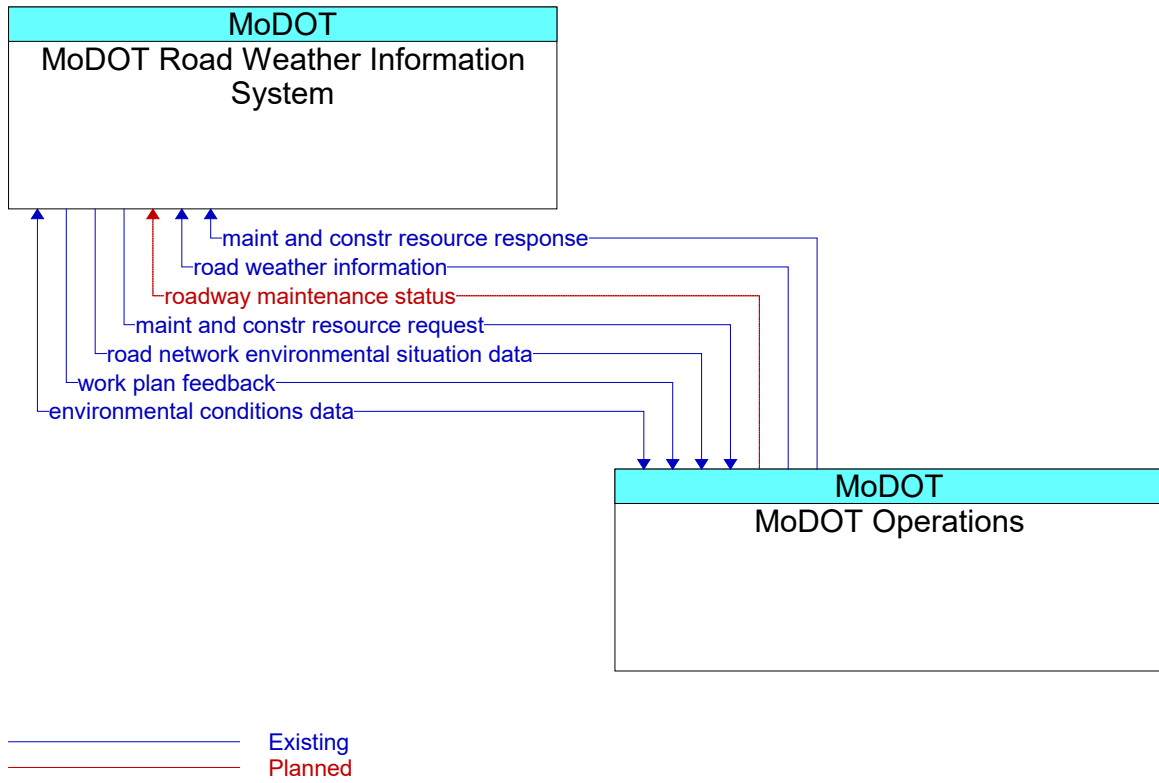 MoDOT
MoDOT Road Weather Information
System
maint and constr resource response
road weather information
roadway maintenance status
maint and constr resource request
road network environmental situation data
work plan feedback
environmental conditions data
MoDOT
MoDOT Operations
Existing
Planned